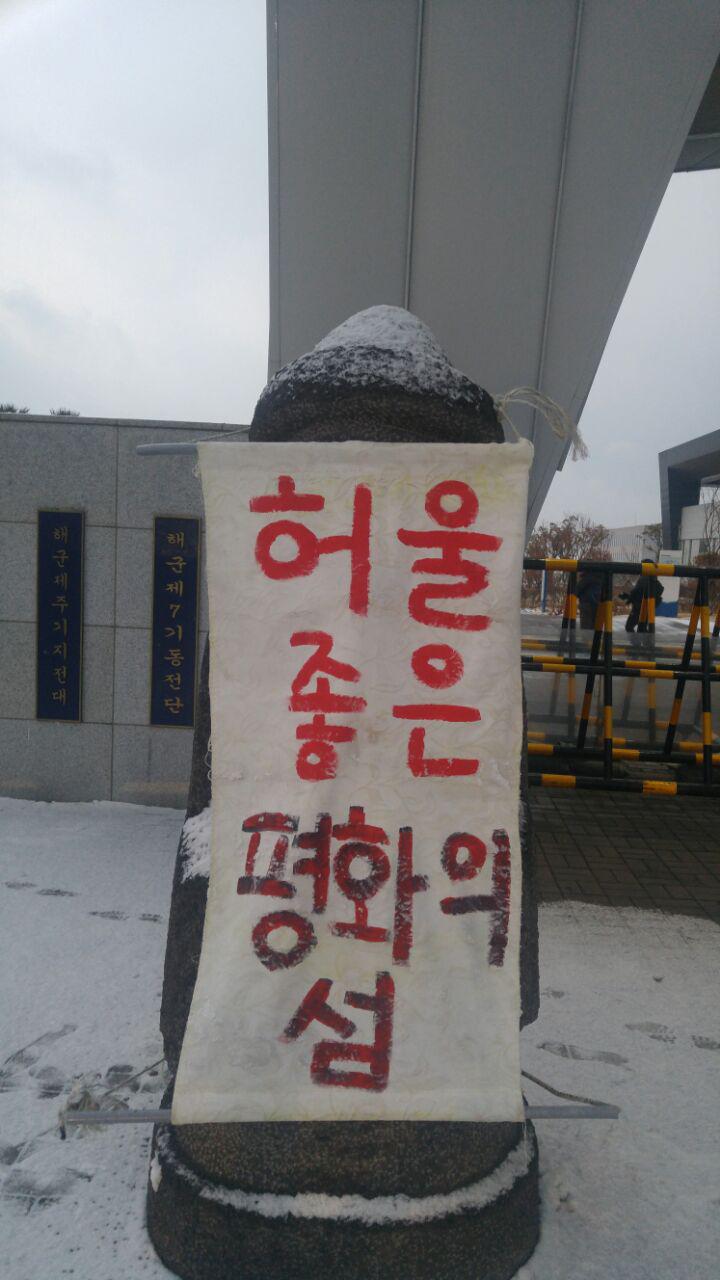 허울
좋은
평화의
섬
해군제주기지전대
해군제7기동전단